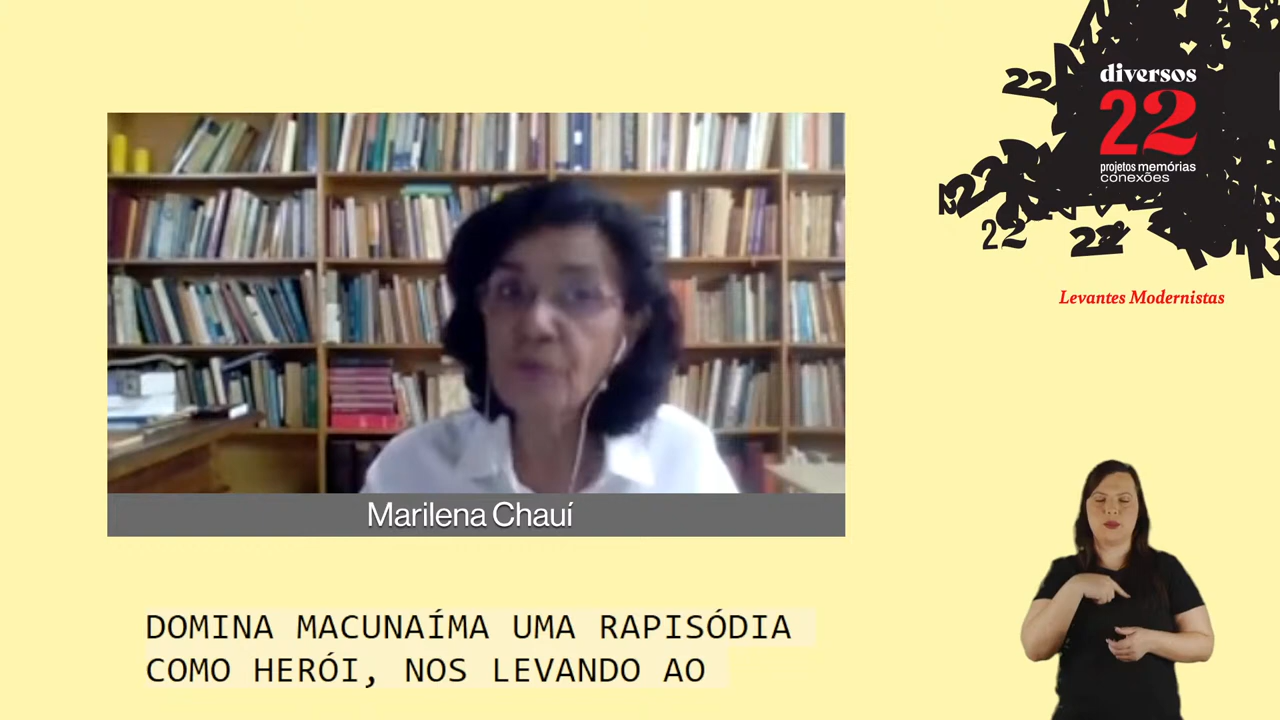 diversos
22
projetos memórias
conexões
22
22
22
22
Levantes Modernistas
Marilena Chauí
DOMINA MACUNAÍMA UMA RAPISÓDIA
COMO HERÓI, NOS LEVANDO AO